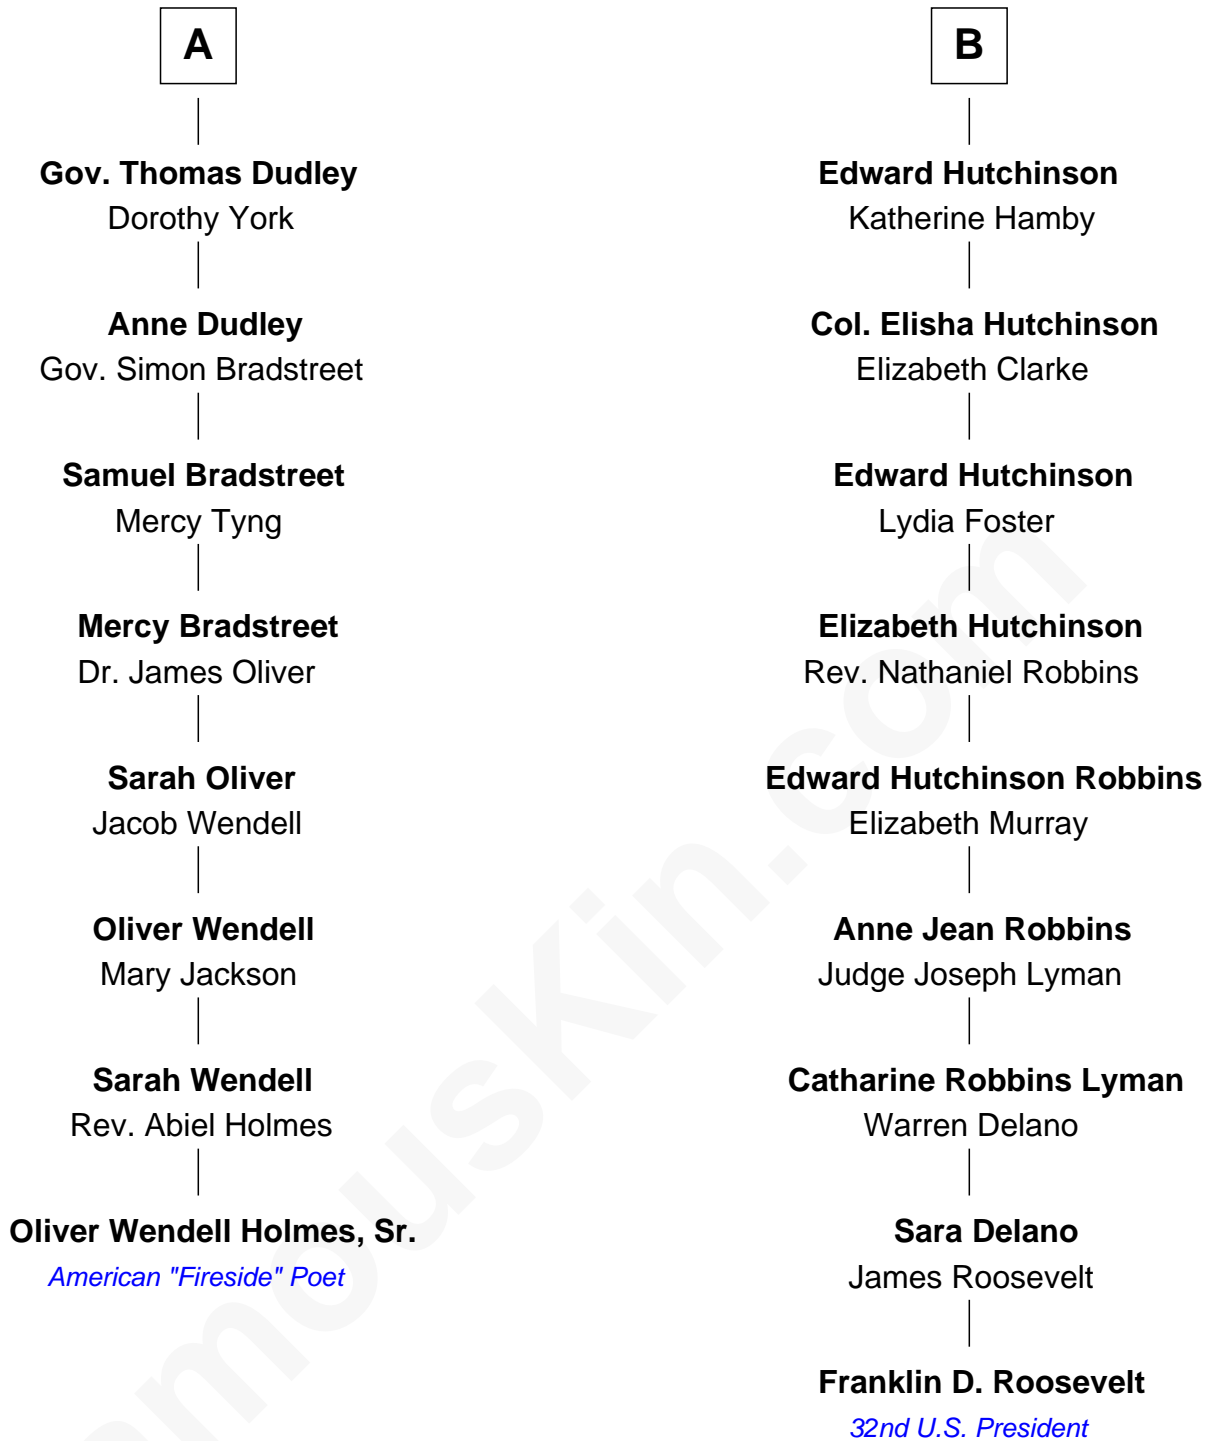 A
Gov. Thomas Dudley
Dorothy York
Anne Dudley
Gov. Simon Bradstreet
Samuel Bradstreet
Mercy Tyng
Mercy Bradstreet
Dr. James Oliver
Sarah Oliver
Jacob Wendell
Oliver Wendell
Mary Jackson
Sarah Wendell
Rev. Abiel Holmes
Oliver Wendell Holmes, Sr.
American "Fireside" Poet
B
Edward Hutchinson
Katherine Hamby
Col. Elisha Hutchinson
Elizabeth Clarke
Edward Hutchinson
Lydia Foster
Elizabeth Hutchinson
Rev. Nathaniel Robbins
Edward Hutchinson Robbins
Elizabeth Murray
Anne Jean Robbins
Judge Joseph Lyman
Catharine Robbins Lyman
Warren Delano
Sara Delano
James Roosevelt
Franklin D. Roosevelt
32nd U.S. President
amouskin.com